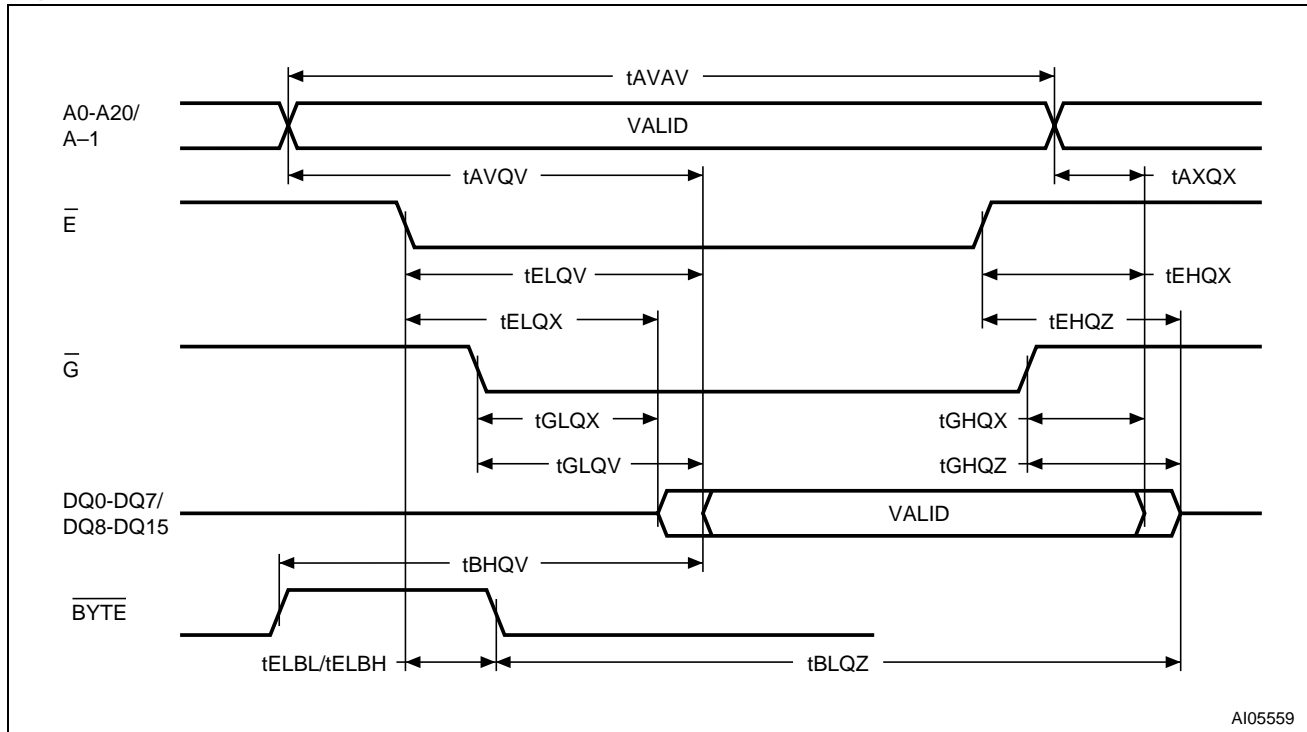 tAVAV
A0-A20/
A–1
VALID
tAVQV
tAXQX
E̅
tELQV
tEHQX
tELQX
tEHQZ
G̅
tGLQX
tGHQX
tGLQV
tGHQZ
DQ0-DQ7/
DQ8-DQ15
VALID
tBHQV
B̅Y̅T̅E̅
tELBL/tELBH
tBLQZ
AI05559